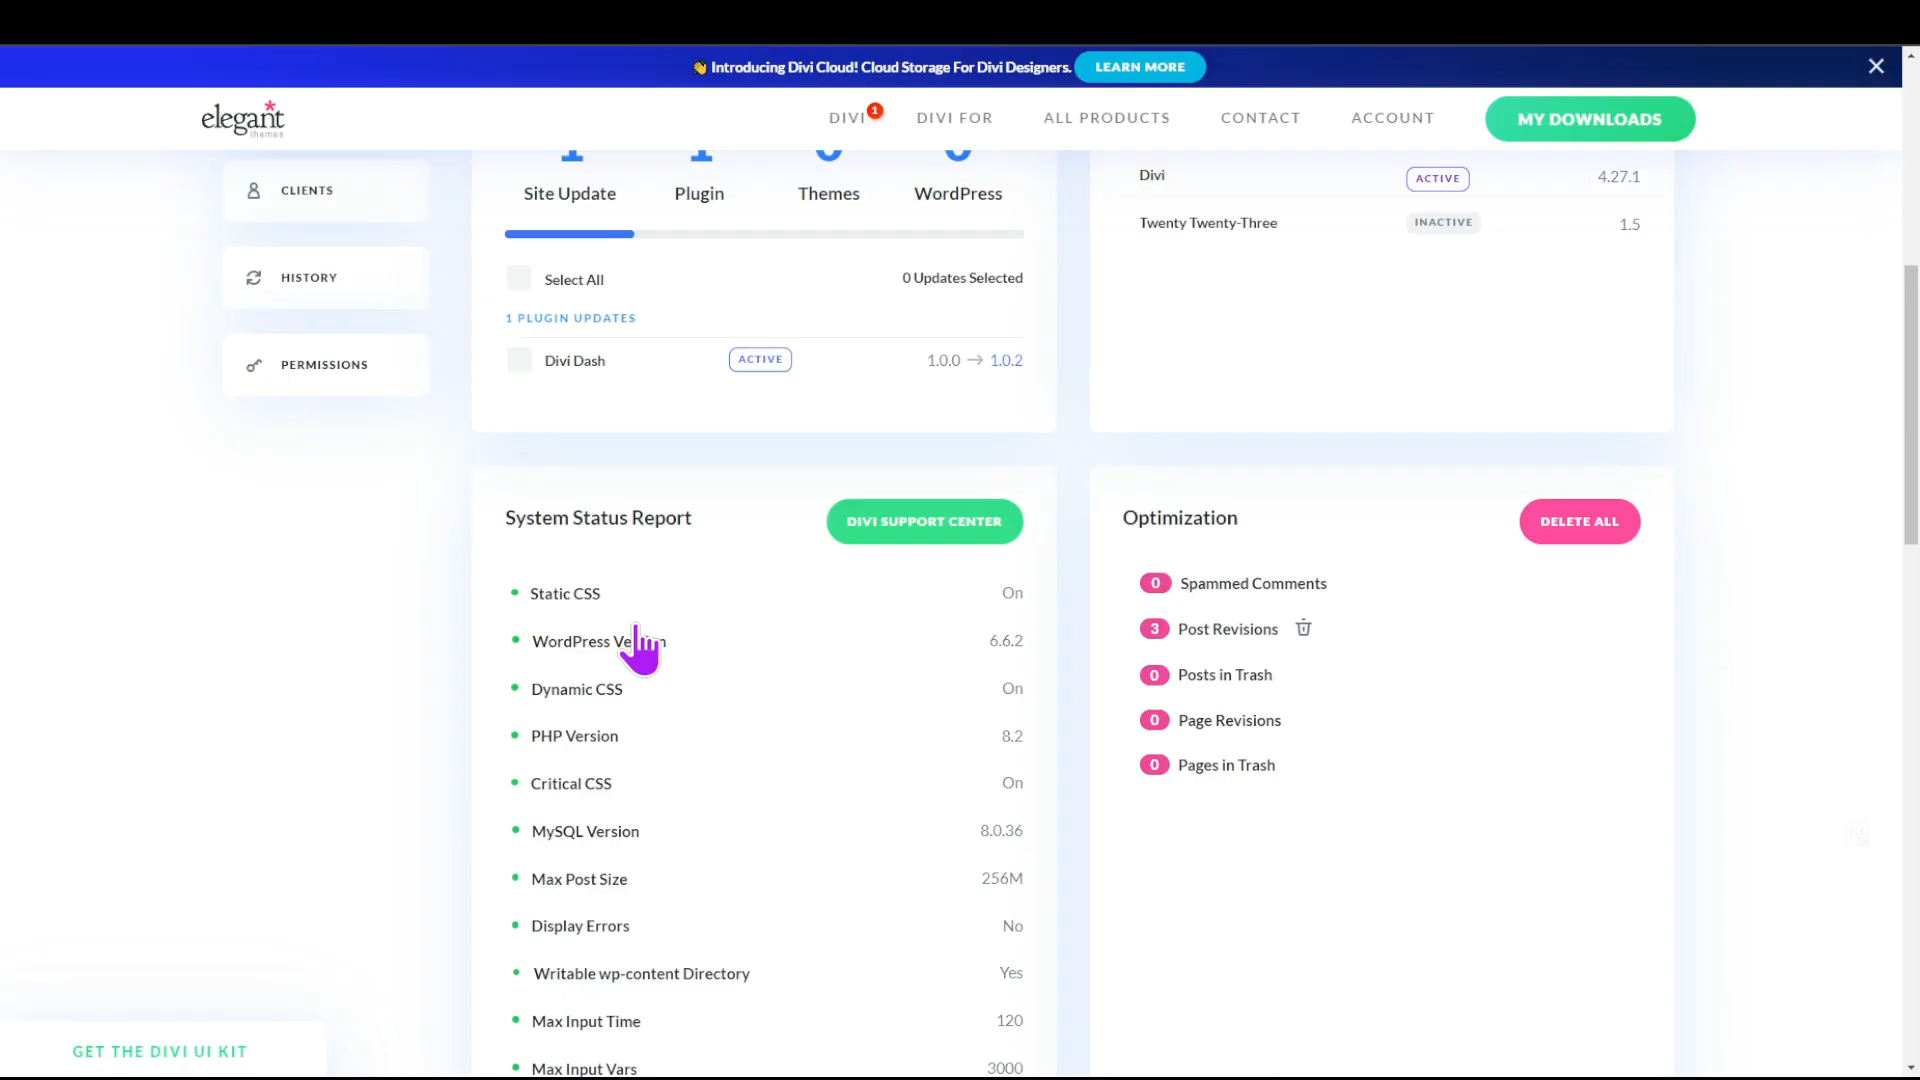 👋 Introducing Divi Cloud! Cloud Storage For Divi Designers. LEARN MORE
elegant themes
DIVI 1 DIVI FOR ALL PRODUCTS CONTACT ACCOUNT MY DOWNLOADS
CLIENTS
HISTORY
PERMISSIONS
Site Update Plugin Themes WordPress
Select All 0 Updates Selected
1 PLUGIN UPDATES
Divi Dash ACTIVE 1.0.0 → 1.0.2
Divi ACTIVE 4.27.1
Twenty Twenty-Three INACTIVE 1.5
System Status Report DIVI SUPPORT CENTER
Static CSS On
WordPress Version 6.6.2
Dynamic CSS On
PHP Version 8.2
Critical CSS On
MySQL Version 8.0.36
Max Post Size 256M
Display Errors No
Writable wp-content Directory Yes
Max Input Time 120
Max Input Vars 3000
Optimization DELETE ALL
0 Spammed Comments
3 Post Revisions
0 Posts in Trash
0 Page Revisions
0 Pages in Trash
GET THE DIVI UI KIT